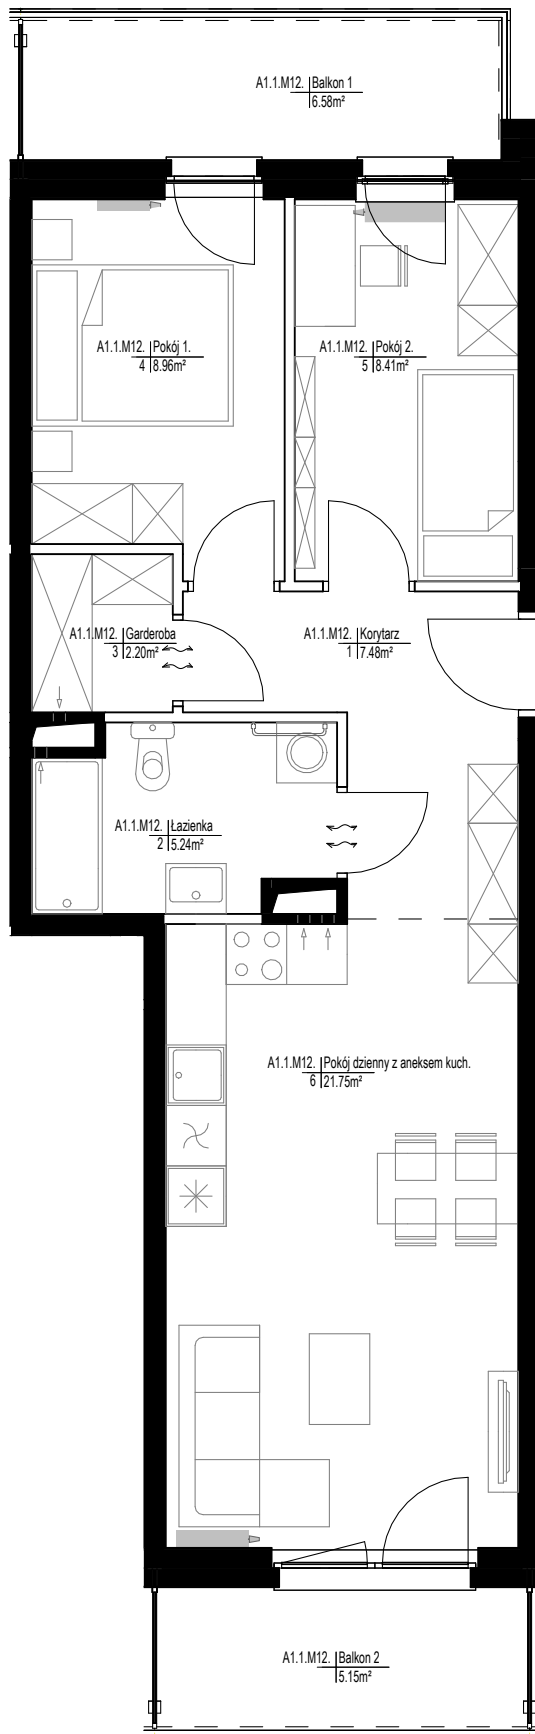 A1.1.M12. Balkon 1
6.58m²
A1.1.M12. Pokój 1.
4 8.96m²
A1.1.M12. Pokój 2.
5 8.41m²
A1.1.M12. Garderoba
3 2.20m²
A1.1.M12. Korytarz
1 7.48m²
A1.1.M12. Łazienka
2 5.24m²
A1.1.M12. Pokój dzienny z aneksem kuch.
6 21.75m²
A1.1.M12. Balkon 2
5.15m²